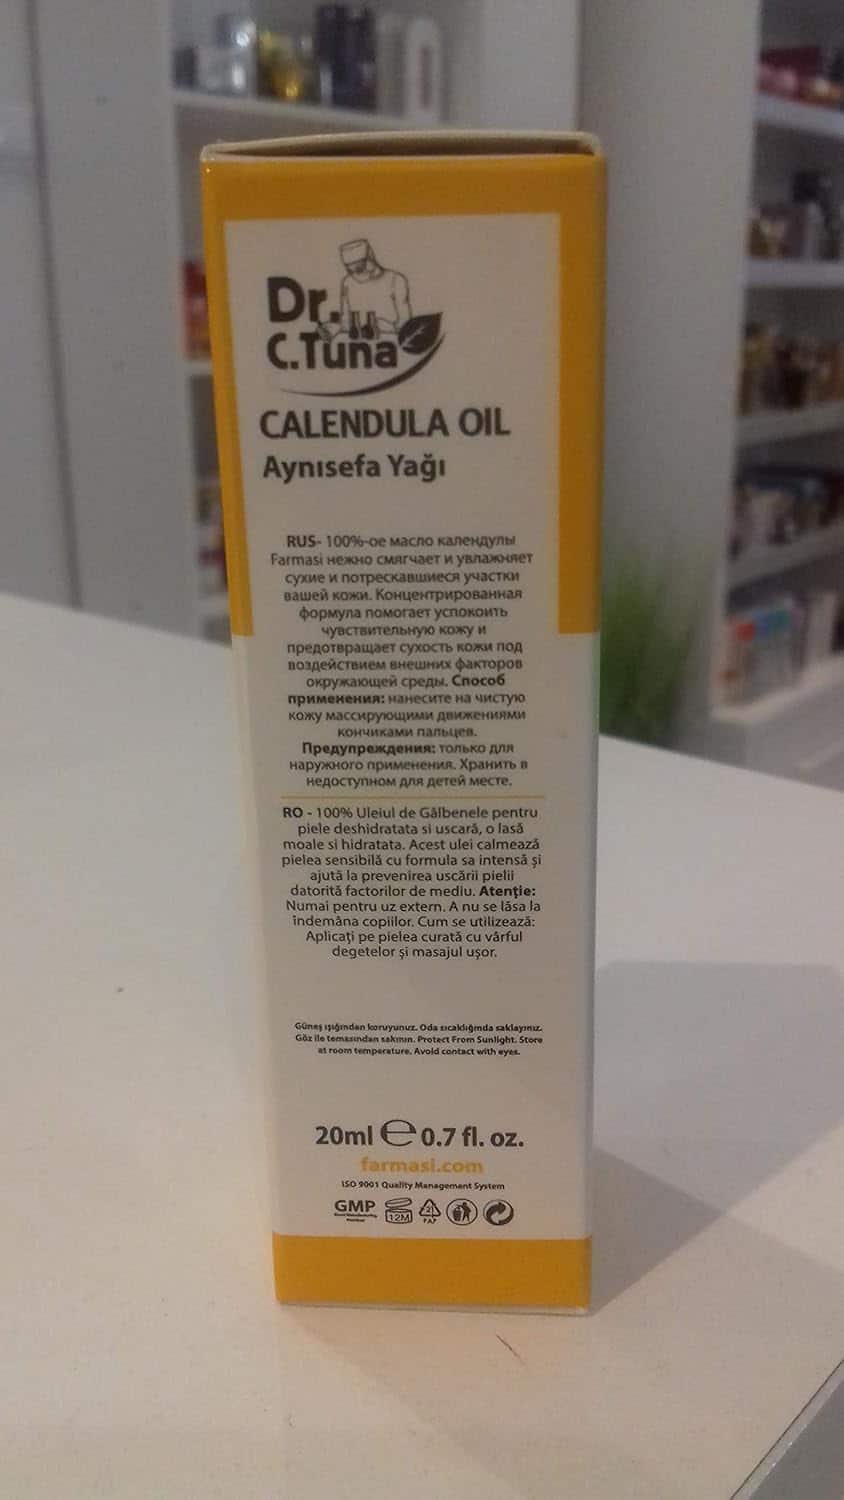 Dr.
C.Tuna
CALENDULA OIL
Aynısefa Yağı
RUS- 100%-ое масло календулы
Farmasi нежно смягчает и увлажняет
сухие и потрескавшиеся участки
вашей кожи. Концентрированная
формула помогает успокоить
чувствительную кожу и
предотвращает сухость кожи под
воздействием внешних факторов
окружающей среды. Способ
применения: нанесите на чистую
кожу массирующими движениями
кончиками пальцев.
Предупреждения: только для
наружного применения. Хранить в
недоступном для детей месте.
RO - 100% Uleiul de Gălbenele pentru
piele deshidratata si uscară, o lasă
moale si hidratata. Acest ulei calmează
pielea sensibilă cu formula sa intensă şi
ajută la prevenirea uscării pielii
datorită factorilor de mediu. Atenţie:
Numai pentru uz extern. A nu se lăsa la
îndemâna copiilor. Cum se utilizează:
Aplicaţi pe pielea curată cu vârful
degetelor şi masajul uşor.
Güneş ışığından koruyunuz. Oda sıcaklığında saklayınız.
Göz ile temasından sakının. Protect From Sunlight. Store
at room temperature. Avoid contact with eyes.
20ml ℮ 0.7 fl. oz.
farmasi.com
ISO 9001 Quality Management System
GMP 12M 21
PAP